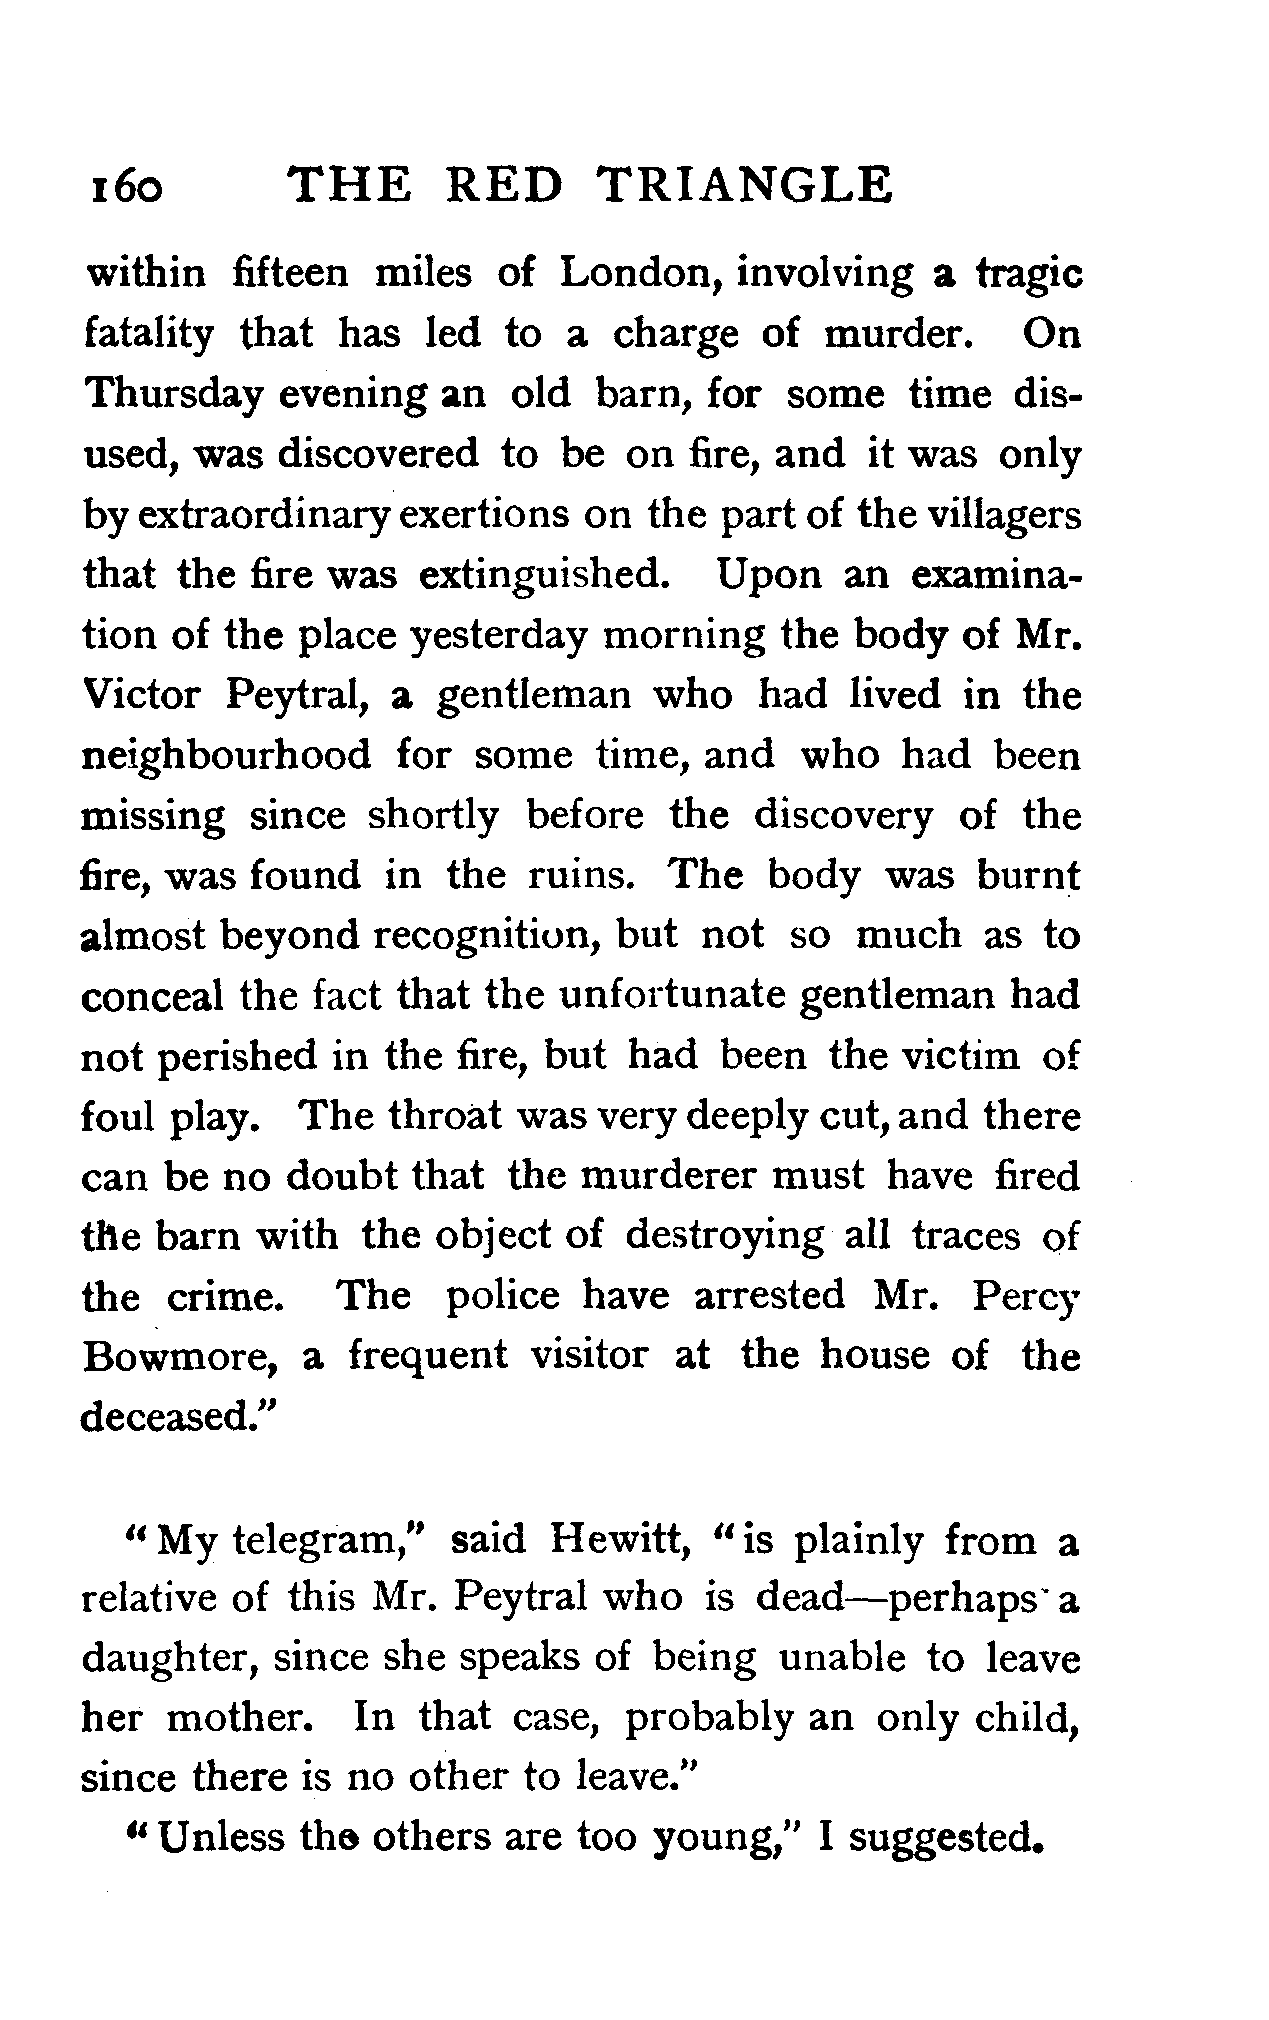 160 THE RED TRIANGLE
within fifteen miles of London, involving a tragic
fatality that has led to a charge of murder. On
Thursday evening an old barn, for some time dis-
used, was discovered to be on fire, and it was only
by extraordinary exertions on the part of the villagers
that the fire was extinguished. Upon an examina-
tion of the place yesterday morning the body of Mr.
Victor Peytral, a gentleman who had lived in the
neighbourhood for some time, and who had been
missing since shortly before the discovery of the
fire, was found in the ruins. The body was burnt
almost beyond recognition, but not so much as to
conceal the fact that the unfortunate gentleman had
not perished in the fire, but had been the victim of
foul play. The throat was very deeply cut, and there
can be no doubt that the murderer must have fired
the barn with the object of destroying all traces of
the crime. The police have arrested Mr. Percy
Bowmore, a frequent visitor at the house of the
deceased."
"My telegram," said Hewitt, "is plainly from a
relative of this Mr. Peytral who is dead—perhaps a
daughter, since she speaks of being unable to leave
her mother. In that case, probably an only child,
since there is no other to leave."
"Unless the others are too young," I suggested.